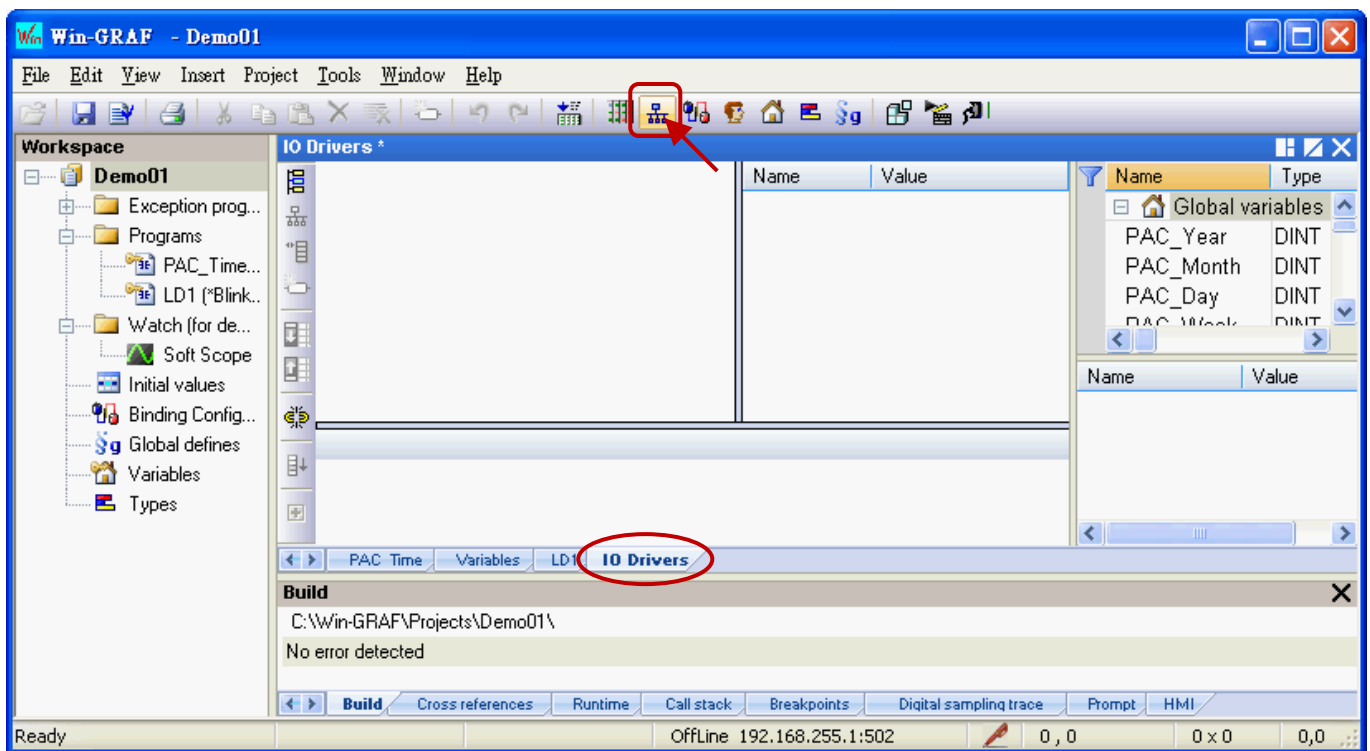 Win-GRAF - Demo01
File Edit View Insert Project Tools Window Help
Workspace
Demo01
Exception prog...
Programs
PAC_Time...
LD1 (*Blink..
Watch (for de...
Soft Scope
Initial values
Binding Config...
Global defines
Variables
Types
IO Drivers *
Name Value
Name Type
Global variables
PAC_Year DINT
PAC_Month DINT
PAC_Day DINT
PAC_Week DINT
Name Value
PAC_Time Variables LD1 IO Drivers
Build
C:\Win-GRAF\Projects\Demo01\
No error detected
Build Cross references Runtime Call stack Breakpoints Digital sampling trace Prompt HMI
Ready OffLine 192.168.255.1:502 0 , 0 0 x 0 0,0